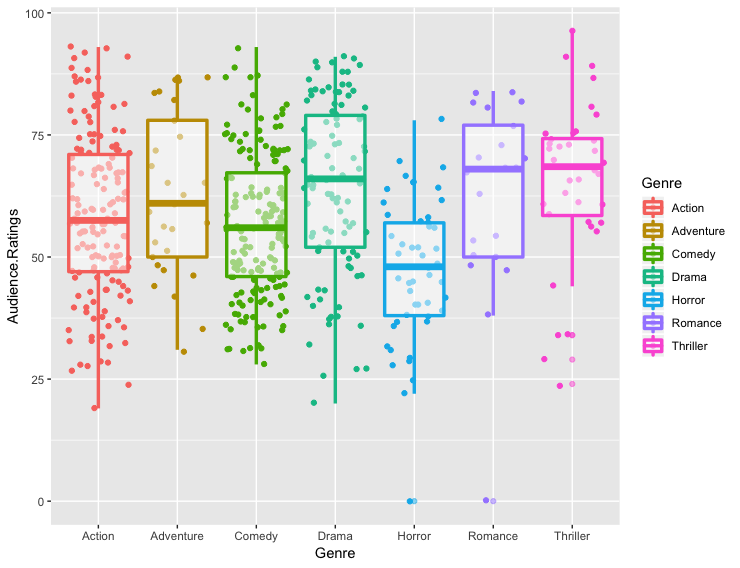 100
75
50
25
0
Audience.Ratings
Action Adventure Comedy Drama Horror Romance Thriller
Genre
Genre
Action
Adventure
Comedy
Drama
Horror
Romance
Thriller